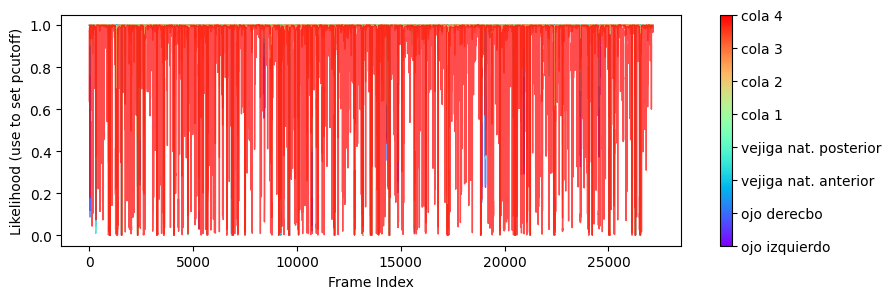 Likelihood (use to set pcutoff)
1.0
0.8
0.6
0.4
0.2
0.0
0
5000
10000
15000
20000
25000
Frame Index
cola 4
cola 3
cola 2
cola 1
vejiga nat. posterior
vejiga nat. anterior
ojo derecbo
ojo izquierdo